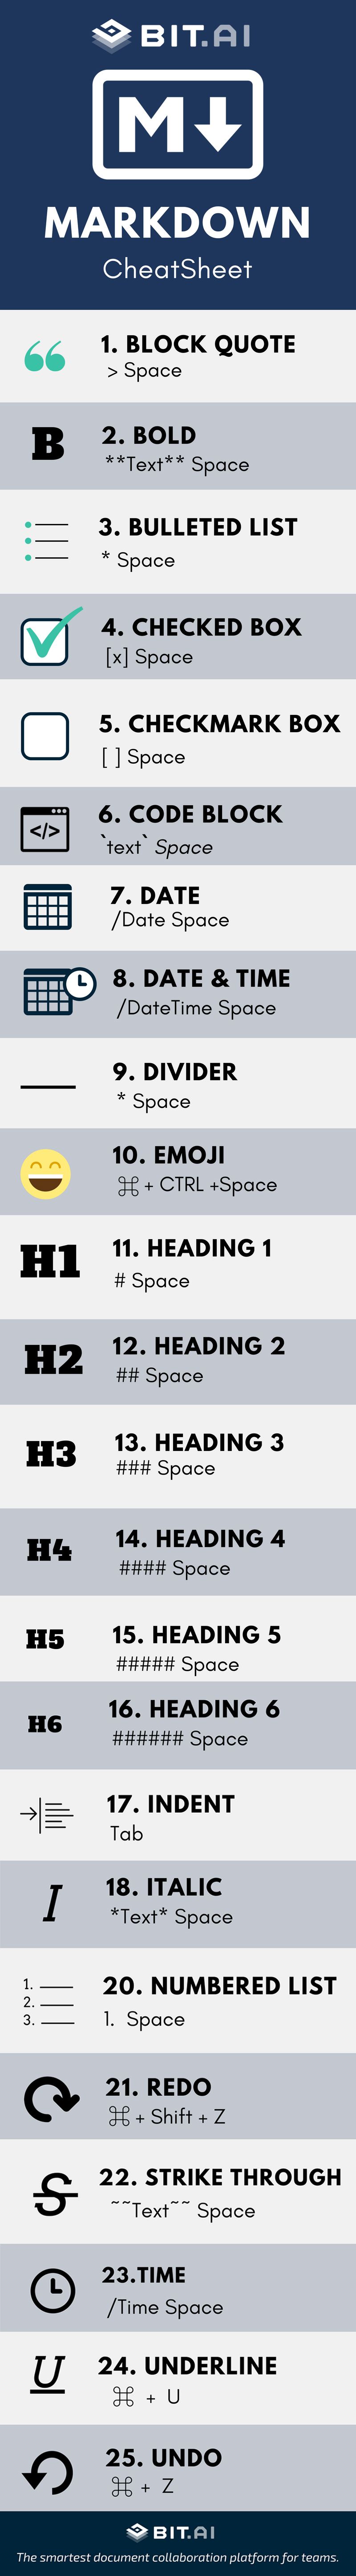 BIT.AI
M
MARKDOWN
CheatSheet
1. BLOCK QUOTE
> Space
B
2. BOLD
**Text** Space
3. BULLETED LIST
* Space
4. CHECKED BOX
[x] Space
5. CHECKMARK BOX
[ ] Space
</>
6. CODE BLOCK
`text` Space
7. DATE
/Date Space
8. DATE & TIME
/DateTime Space
9. DIVIDER
* Space
10. EMOJI
⌘ + CTRL +Space
H1
11. HEADING 1
# Space
H2
12. HEADING 2
## Space
H3
13. HEADING 3
### Space
H4
14. HEADING 4
#### Space
H5
15. HEADING 5
##### Space
H6
16. HEADING 6
###### Space
17. INDENT
Tab
I
18. ITALIC
*Text* Space
1.
2.
3.
20. NUMBERED LIST
1. Space
21. REDO
⌘ + Shift + Z
S
22. STRIKE THROUGH
~~Text~~ Space
23.TIME
/Time Space
U
24. UNDERLINE
⌘ + U
25. UNDO
⌘ + Z
BIT.AI
The smartest document collaboration platform for teams.